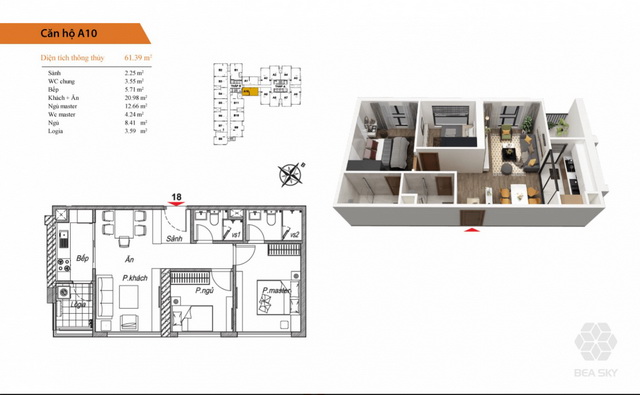 Căn hộ A10
Diện tích thông thủy 61.39 m²
Sảnh 2.25 m²
WC chung 3.55 m²
Bếp 5.71 m²
Khách + Ăn 20.98 m²
Ngủ master 12.66 m²
Wc master 4.24 m²
Ngủ 8.41 m²
Logia 3.59 m²
18
Sảnh
vs1
vs2
Bếp
Ăn
P.khách
P.ngủ
P.master
Lôgia
BEA SKY